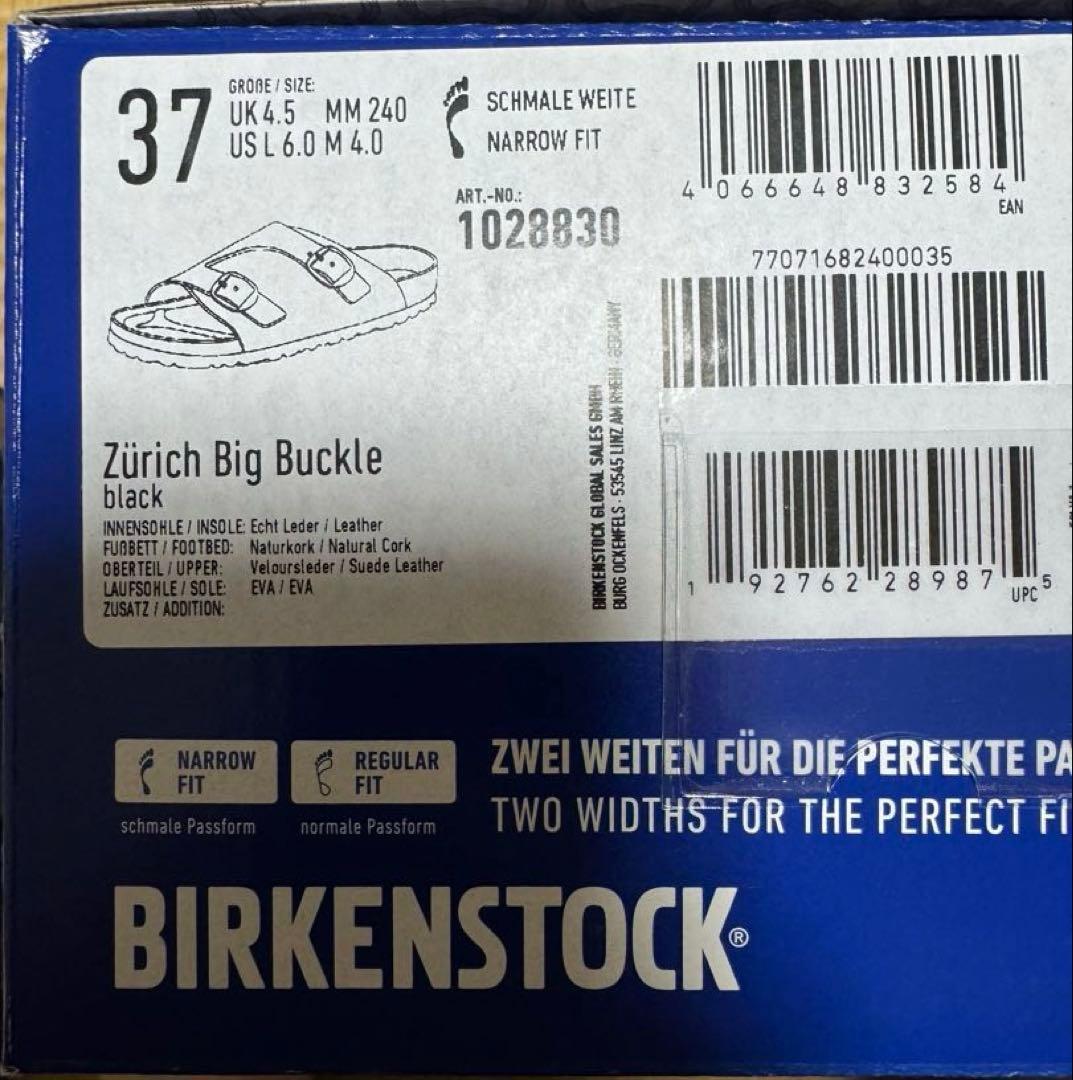 37
GRÖßE / SIZE:
UK 4.5 MM 240
US L 6.0 M 4.0
SCHMALE WEITE
NARROW FIT
ART.-NO.:
1028830
4 066648 832584
EAN
77071682400035
Zürich Big Buckle
black
INNENSOHLE / INSOLE: Echt Leder / Leather
FUßBETT / FOOTBED: Naturkork / Natural Cork
OBERTEIL / UPPER: Veloursleder / Suede Leather
LAUFSOHLE / SOLE: EVA / EVA
ZUSATZ / ADDITION:
BIRKENSTOCK GLOBAL SALES GMBH
BURG OCKENFELS · 53545 LINZ AM RHEIN · GERMANY
1 92762 28987 5
UPC
NARROW
FIT
schmale Passform
REGULAR
FIT
normale Passform
ZWEI WEITEN FÜR DIE PERFEKTE PA
TWO WIDTHS FOR THE PERFECT FI
BIRKENSTOCK®